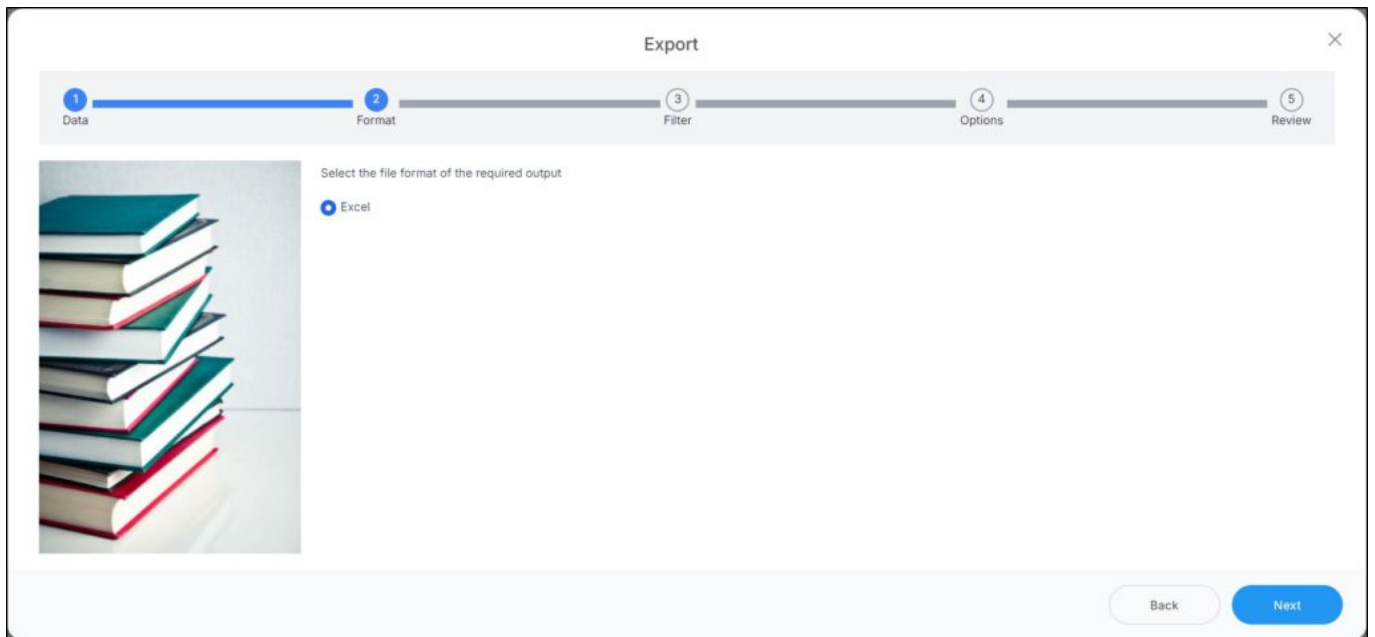 Export
1
2
3
4
5
Data
Format
Filter
Options
Review
Select the file format of the required output
Excel
Back
Next